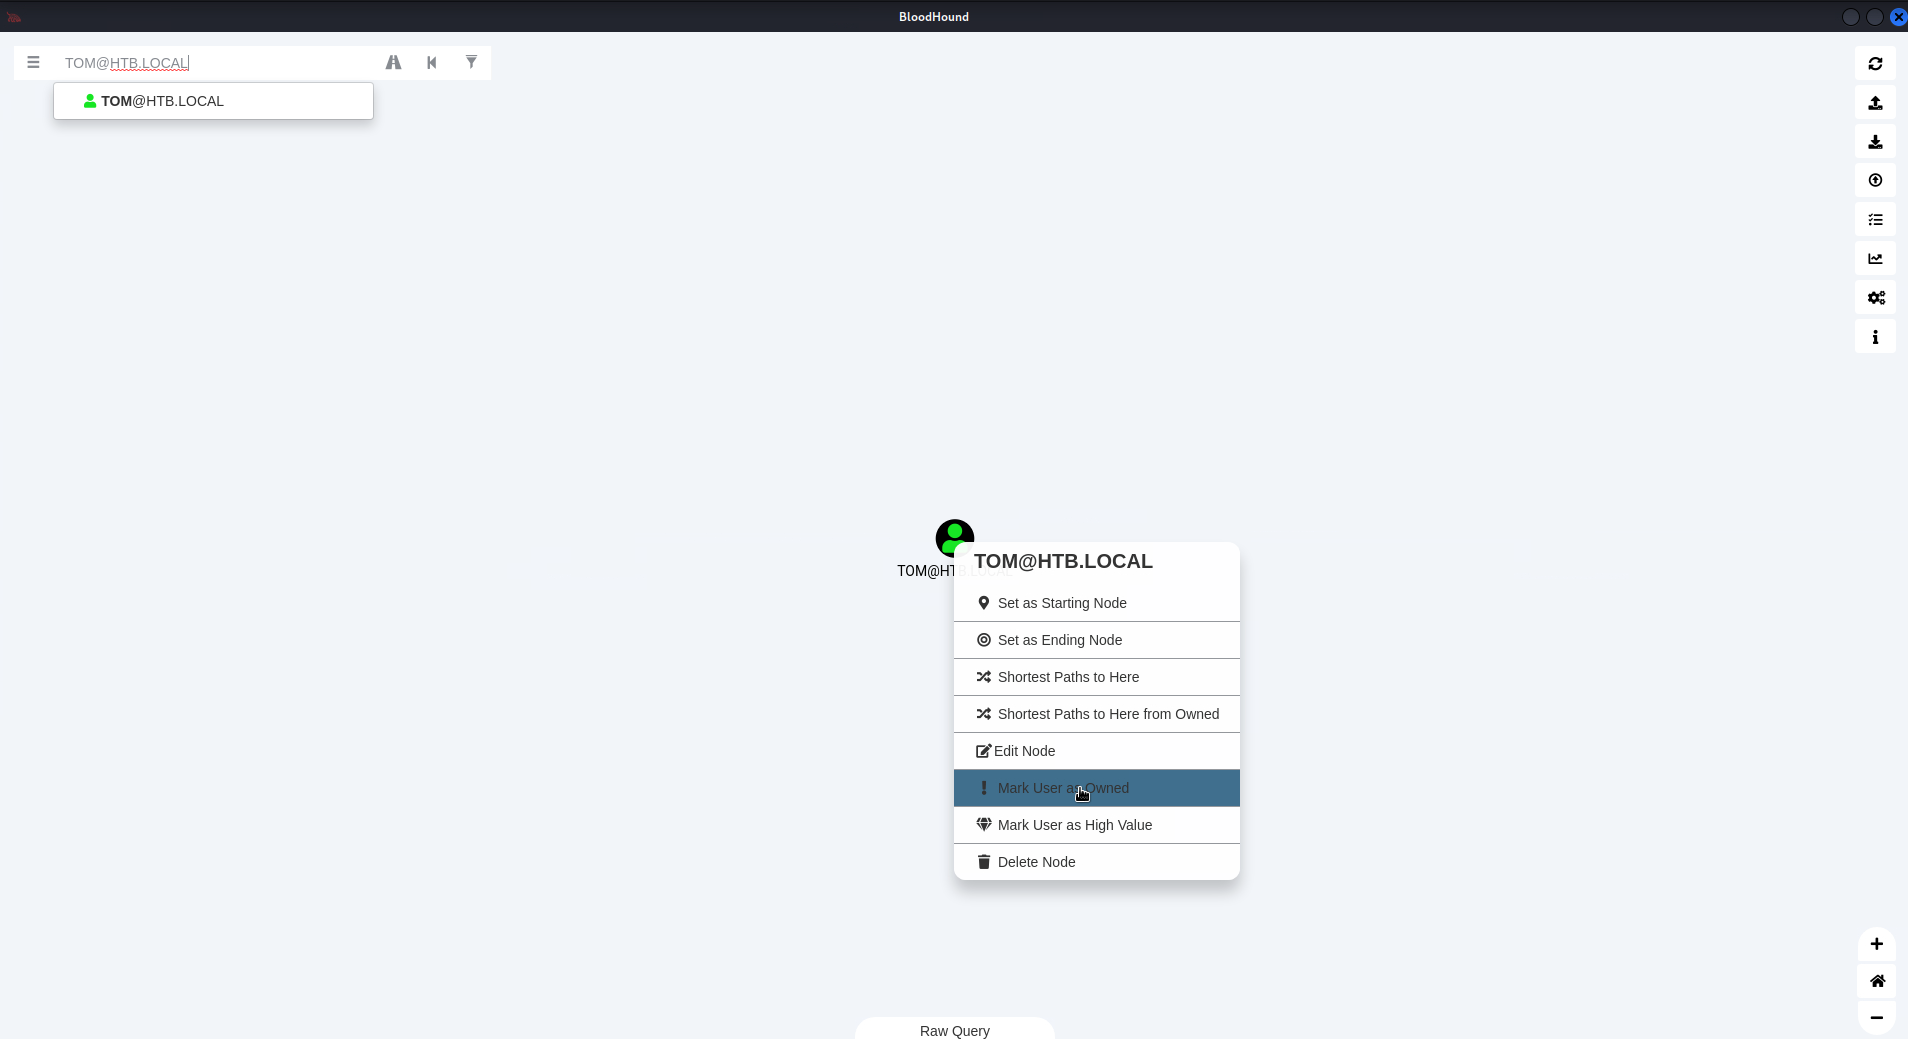 BloodHound
TOM@HTB.LOCAL
TOM@HTB.LOCAL
TOM@HTB.LOCAL
TOM@HTB.LOCAL
Set as Starting Node
Set as Ending Node
Shortest Paths to Here
Shortest Paths to Here from Owned
Edit Node
Mark User as Owned
Mark User as High Value
Delete Node
Raw Query